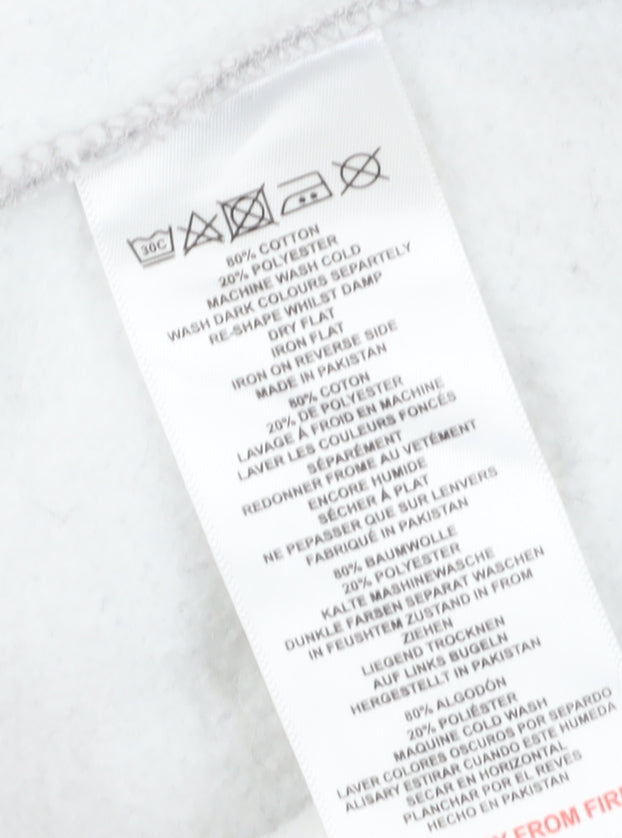 30C
80% COTTON
20% POLYESTER
MACHINE WASH COLD
WASH DARK COLOURS SEPARTELY
RE-SHAPE WHILST DAMP
DRY FLAT
IRON FLAT
IRON ON REVERSE SIDE
MADE IN PAKISTAN
80% COTON
20% DE POLYESTER
LAVAGE À FROID EN MACHINE
LAVER LES COULEURS FONCÉS
SÉPARÉMENT
REDONNER FROME AU VETÊMENT
ENCORE HUMIDE
SÉCHER À PLAT
NE PEPASSER QUE SUR LENVERS
FABRIQUÉ IN PAKISTAN
80% BAUMWOLLE
20% POLYESTER
KALTE MASHINEWASCHE
DUNKLE FARSEN SEPARAT WASCHEN
IN FEUSHTEM ZUSTAND IN FROM
ZIEHEN
LIEGEND TROCKNEN
AUF LINKS BUGELN
HERGESTELLT IN PAKISTAN
80% ALGODÓN
20% POLIÉSTER
MAQUINE COLD WASH
LAVER COLORES OSCUROS POR SEPARDO
ALISARY ESTIRAR CUANDO ESTE HUMEDA
SECAR EN HORIZONTAL
PLANCHAR POR EL REVES
HECHO EN PAKISTAN
FROM